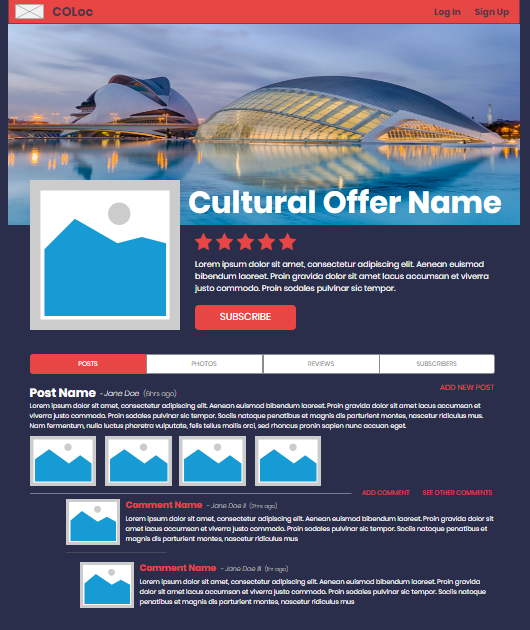 COLoc
Log In Sign Up
Cultural Offer Name
Lorem ipsum dolor sit amet, consectetur adipiscing elit. Aenean euismod
bibendum laoreet. Proin gravida dolor sit amet lacus accumsan et viverra
justo commodo. Proin sodales pulvinar sic tempor.
SUBSCRIBE
POSTS PHOTOS REVIEWS SUBSCRIBERS
Post Name - Jane Doe (6hrs ago) ADD NEW POST
Lorem ipsum dolor sit amet, consectetur adipiscing elit. Aenean euismod bibendum laoreet. Proin gravida dolor sit amet lacus accumsan et
viverra justo commodo. Proin sodales pulvinar sic tempor. Sociis natoque penatibus et magnis dis parturient montes, nascetur ridiculus mus.
Nam fermentum, nulla luctus pharetra vulputate, felis tellus mollis orci, sed rhoncus pronin sapien nunc accuan eget.
ADD COMMENT SEE OTHER COMMENTS
Comment Name - Jane Doe II (2hrs ago)
Lorem ipsum dolor sit amet, consectetur adipiscing elit. Aenean euismod bibendum laoreet. Proin gravida dolor
sit amet lacus accumsan et viverra justo commodo. Proin sodales pulvinar sic tempor. Sociis natoque
penatibus et magnis dis parturient montes, nascetur ridiculus mus
Comment Name - Jane Doe III (1hr ago)
Lorem ipsum dolor sit amet, consectetur adipiscing elit. Aenean euismod bibendum laoreet. Proin gravida
dolor sit amet lacus accumsan et viverra justo commodo. Proin sodales pulvinar sic tempor. Sociis natoque
penatibus et magnis dis parturient montes, nascetur ridiculus mus